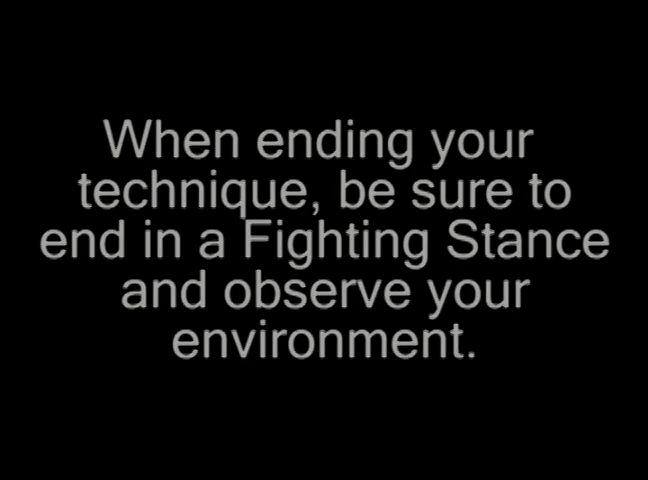 When ending your
technique, be sure to
end in a Fighting Stance
and observe your
environment.